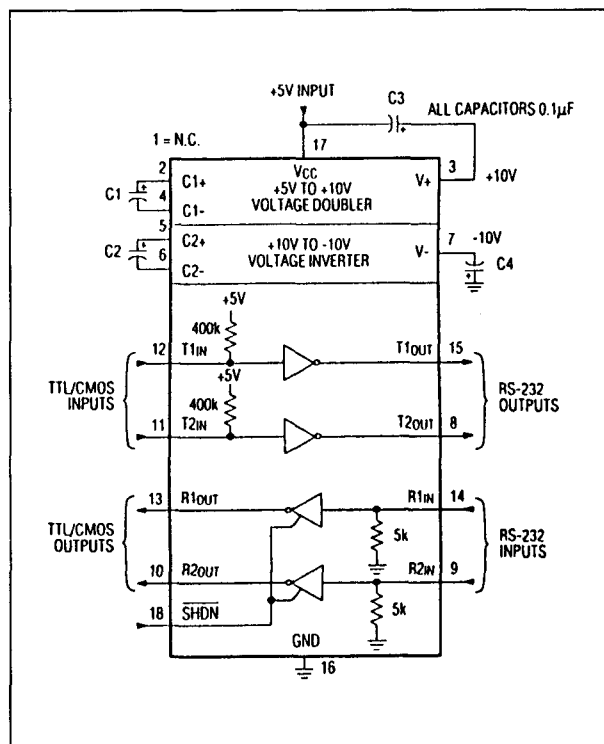 +5V INPUT
C3
ALL CAPACITORS 0.1µF
1 = N.C.
17
2
C1+
VCC
V+
3
+10V
C1
4
C1-
+5V TO +10V
VOLTAGE DOUBLER
5
C2+
+10V TO -10V
VOLTAGE INVERTER
V-
7
-10V
C2
6
C2-
C4
+5V
400k
12
T1IN
T1OUT
15
+5V
TTL/CMOS
INPUTS
RS-232
OUTPUTS
400k
11
T2IN
T2OUT
8
13
R1OUT
R1IN
14
TTL/CMOS
OUTPUTS
5k
RS-232
INPUTS
10
R2OUT
R2IN
9
18
SHDN
5k
GND
16